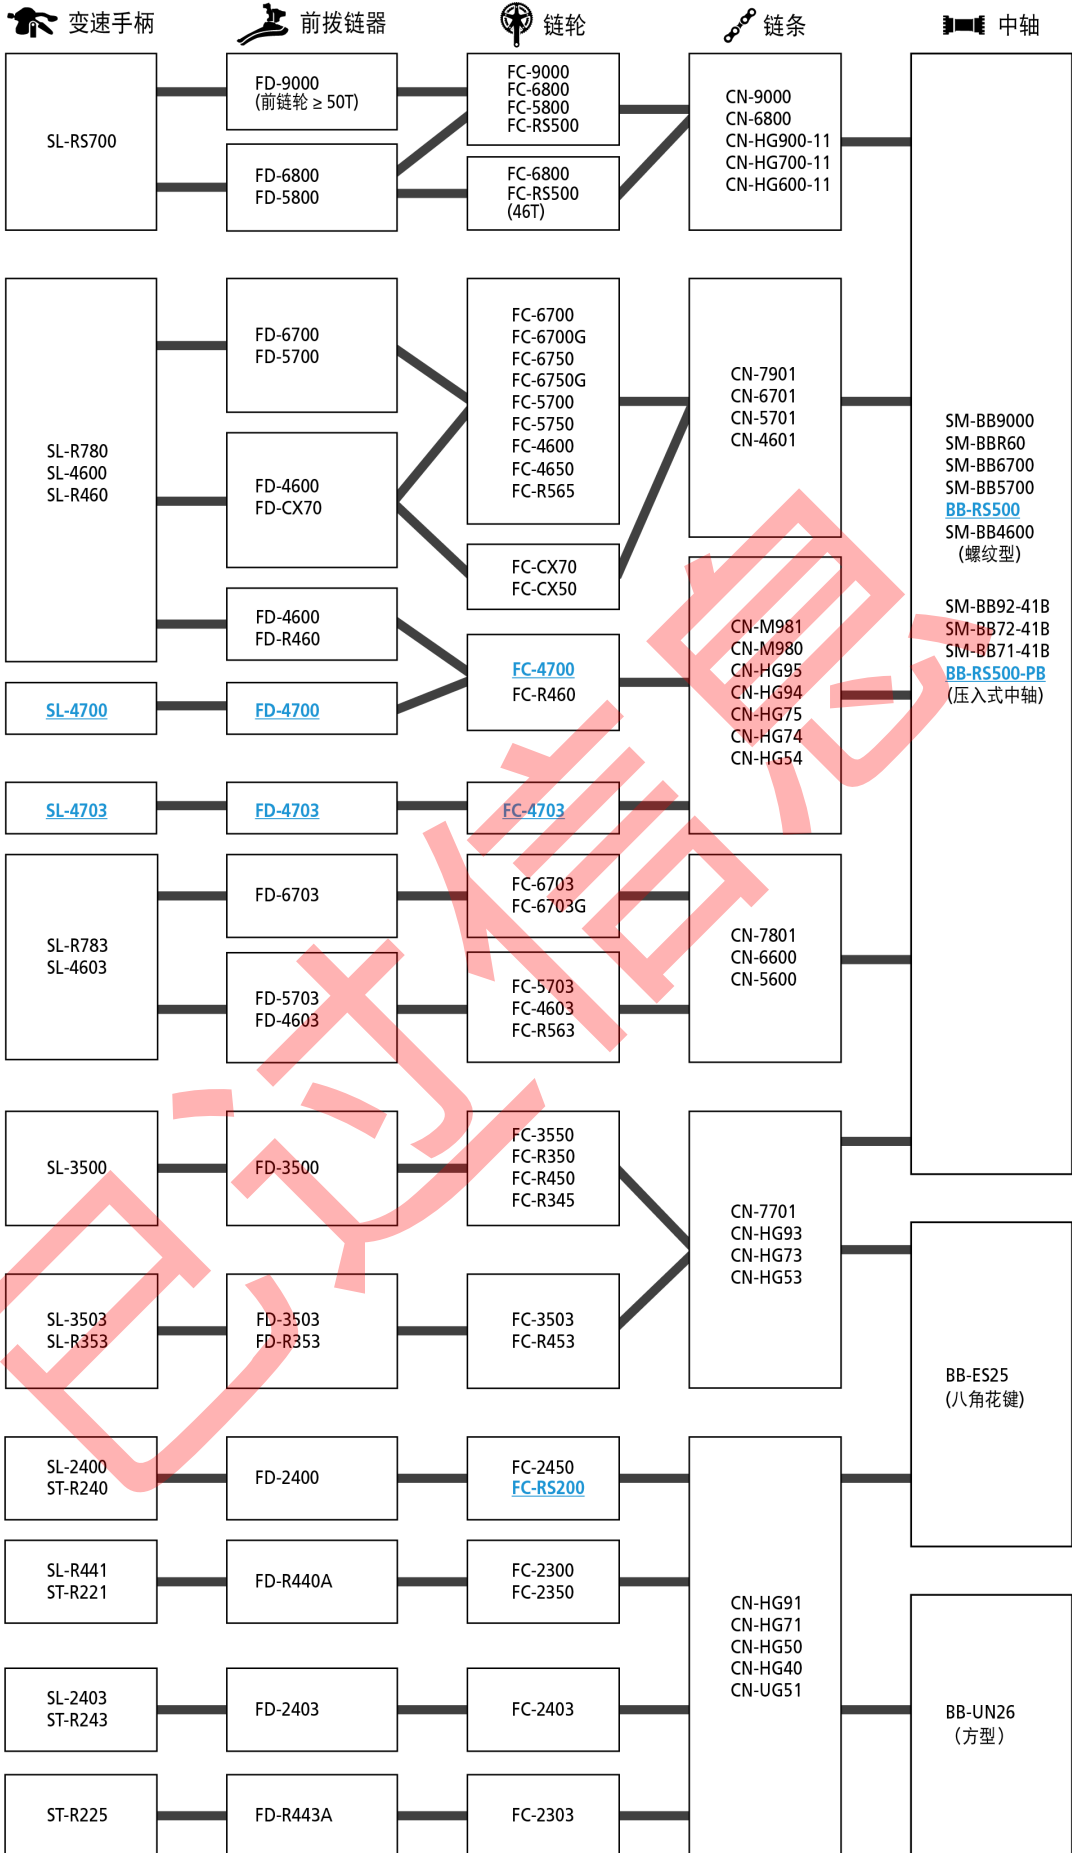 变速手柄
前拨链器
链轮
链条
中轴
SL-RS700
FD-9000
(前链轮 ≥ 50T)
FD-6800
FD-5800
FC-9000
FC-6800
FC-5800
FC-RS500
FC-6800
FC-RS500
(46T)
CN-9000
CN-6800
CN-HG900-11
CN-HG700-11
CN-HG600-11
SL-R780
SL-4600
SL-R460
FD-6700
FD-5700
FD-4600
FD-CX70
FD-4600
FD-R460
FC-6700
FC-6700G
FC-6750
FC-6750G
FC-5700
FC-5750
FC-4600
FC-4650
FC-R565
FC-CX70
FC-CX50
FC-4700
FC-R460
CN-7901
CN-6701
CN-5701
CN-4601
CN-M981
CN-M980
CN-HG95
CN-HG94
CN-HG75
CN-HG74
CN-HG54
SM-BB9000
SM-BBR60
SM-BB6700
SM-BB5700
BB-RS500
SM-BB4600
(螺纹型)
SM-BB92-41B
SM-BB72-41B
SM-BB71-41B
BB-RS500-PB
(压入式中轴)
SL-4700
FD-4700
SL-4703
FD-4703
FC-4703
SL-R783
SL-4603
FD-6703
FD-5703
FD-4603
FC-6703
FC-6703G
FC-5703
FC-4603
FC-R563
CN-7801
CN-6600
CN-5600
SL-3500
FD-3500
FC-3550
FC-R350
FC-R450
FC-R345
SL-3503
SL-R353
FD-3503
FD-R353
FC-3503
FC-R453
CN-7701
CN-HG93
CN-HG73
CN-HG53
BB-ES25
(八角花键)
SL-2400
ST-R240
FD-2400
FC-2450
FC-RS200
SL-R441
ST-R221
FD-R440A
FC-2300
FC-2350
SL-2403
ST-R243
FD-2403
FC-2403
ST-R225
FD-R443A
FC-2303
CN-HG91
CN-HG71
CN-HG50
CN-HG40
CN-UG51
BB-UN26
（方型）
已过信息